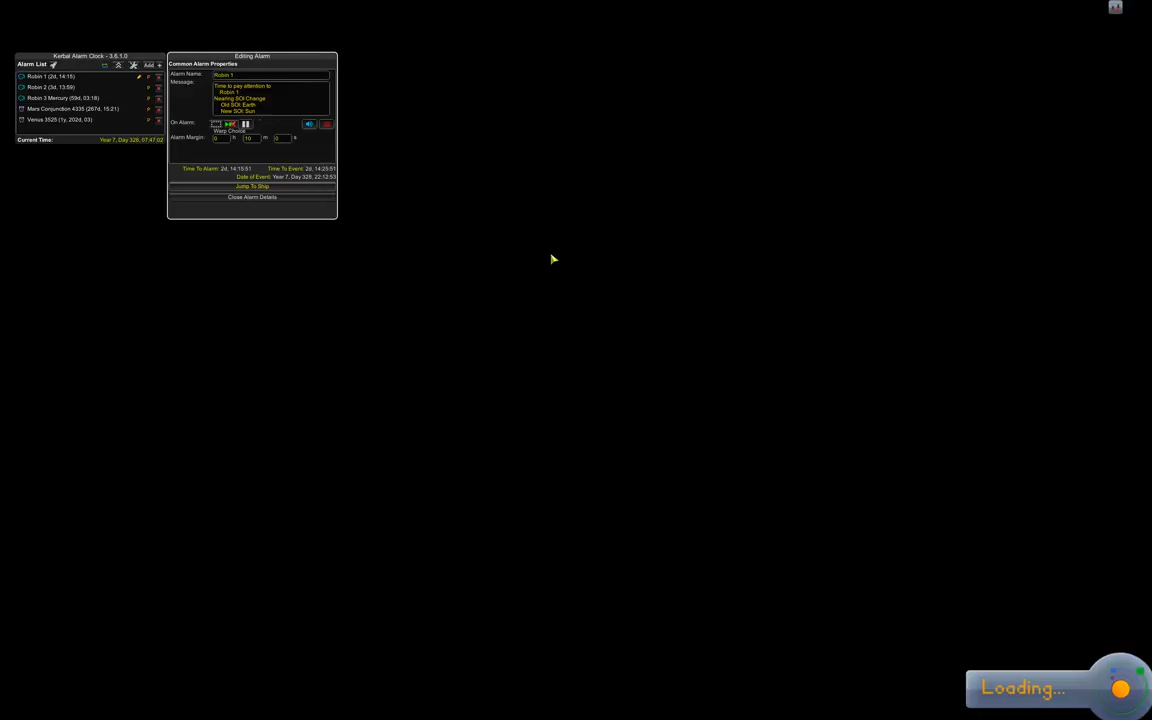 Kerbal Alarm Clock - 3.6.1.0
Alarm List
Add +
Robin 1 (2d, 14:15)
Robin 2 (3d, 13:59)
Robin 3 Mercury (59d, 03:18)
Mars Conjunction 4335 (267d, 15:21)
Venus 3525 (1y, 202d, 03)
Current Time: Year 7, Day 326, 07:47:02
Editing Alarm
Common Alarm Properties
Alarm Name: Robin 1
Message: Time to pay attention to
Robin 1
Nearing SOI Change
Old SOI: Earth
New SOI: Sun
On Alarm:
Warp Choice
Alarm Margin: 0 h 10 m 0 s
Time To Alarm: 2d, 14:15:51 Time To Event: 2d, 14:25:51
Date of Event: Year 7, Day 328, 22:12:53
Jump To Ship
Close Alarm Details
Loading...